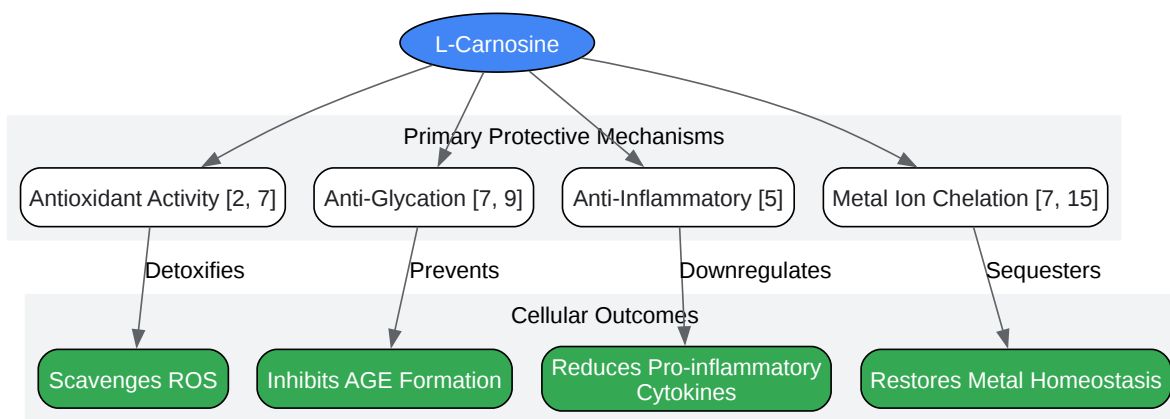 L-Carnosine
Primary Protective Mechanisms
Antioxidant Activity [2, 7]
Anti-Glycation [7, 9]
Anti-Inflammatory [5]
Metal Ion Chelation [7, 15]
Detoxifies
Prevents
Downregulates
Sequesters
Cellular Outcomes
Scavenges ROS
Inhibits AGE Formation
Reduces Pro-inflammatory
Cytokines
Restores Metal Homeostasis